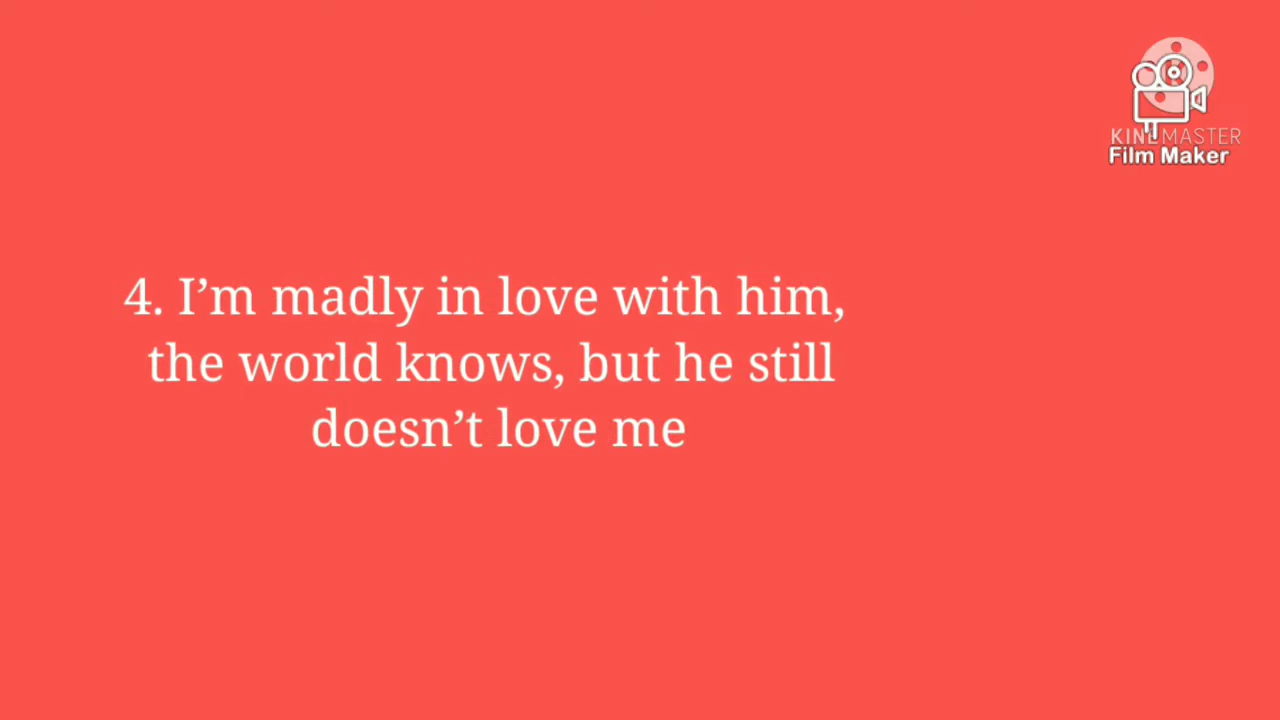 KINEMASTER
Film Maker
4. I’m madly in love with him,
the world knows, but he still
doesn’t love me